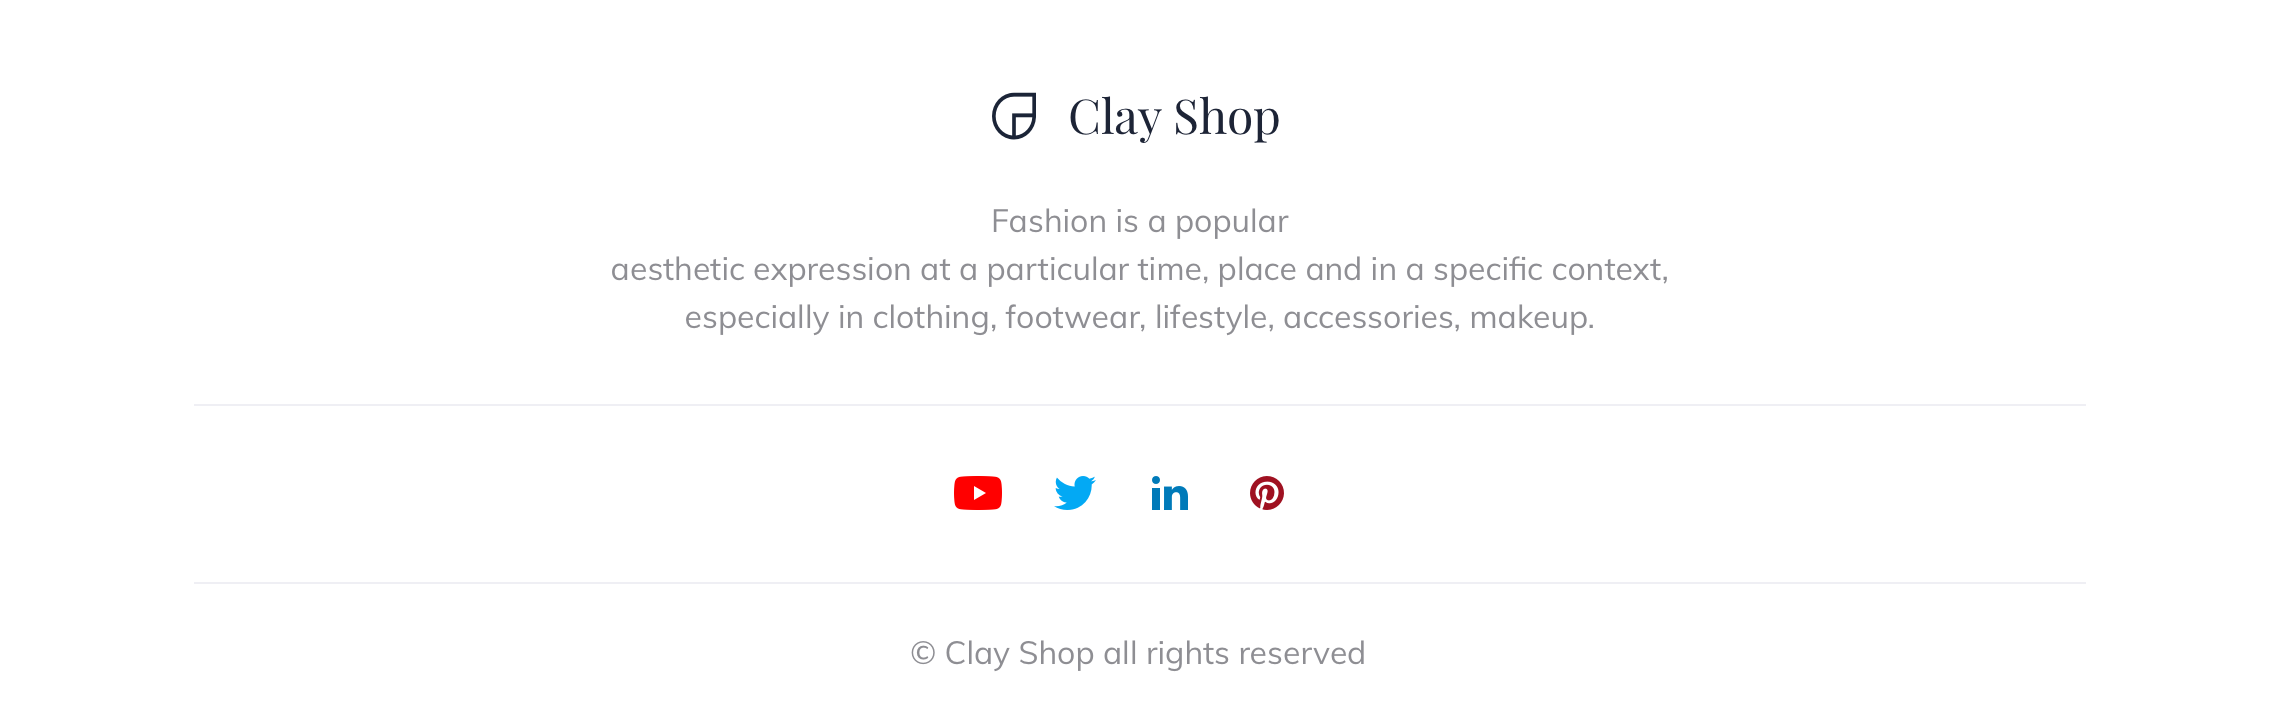 Clay Shop
Fashion is a popular
aesthetic expression at a particular time, place and in a specific context,
especially in clothing, footwear, lifestyle, accessories, makeup.
in
© Clay Shop all rights reserved